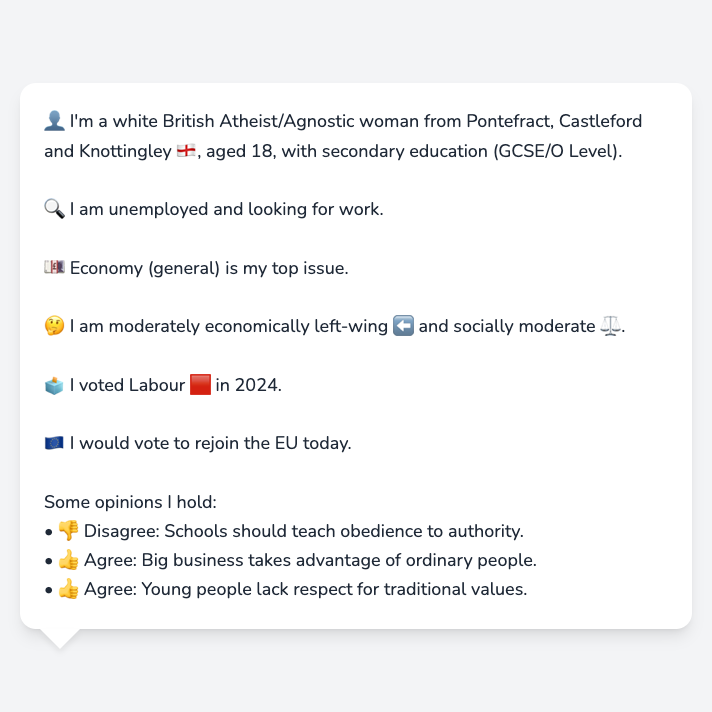 👤 I'm a white British Atheist/Agnostic woman from Pontefract, Castleford
and Knottingley 🏴󠁧󠁢󠁥󠁮󠁧󠁿, aged 18, with secondary education (GCSE/O Level).
🔍 I am unemployed and looking for work.
💷 Economy (general) is my top issue.
🤔 I am moderately economically left-wing ⬅️ and socially moderate ⚖️.
🗳️ I voted Labour 🟥 in 2024.
🇪🇺 I would vote to rejoin the EU today.
Some opinions I hold:
• 👎 Disagree: Schools should teach obedience to authority.
• 👍 Agree: Big business takes advantage of ordinary people.
• 👍 Agree: Young people lack respect for traditional values.